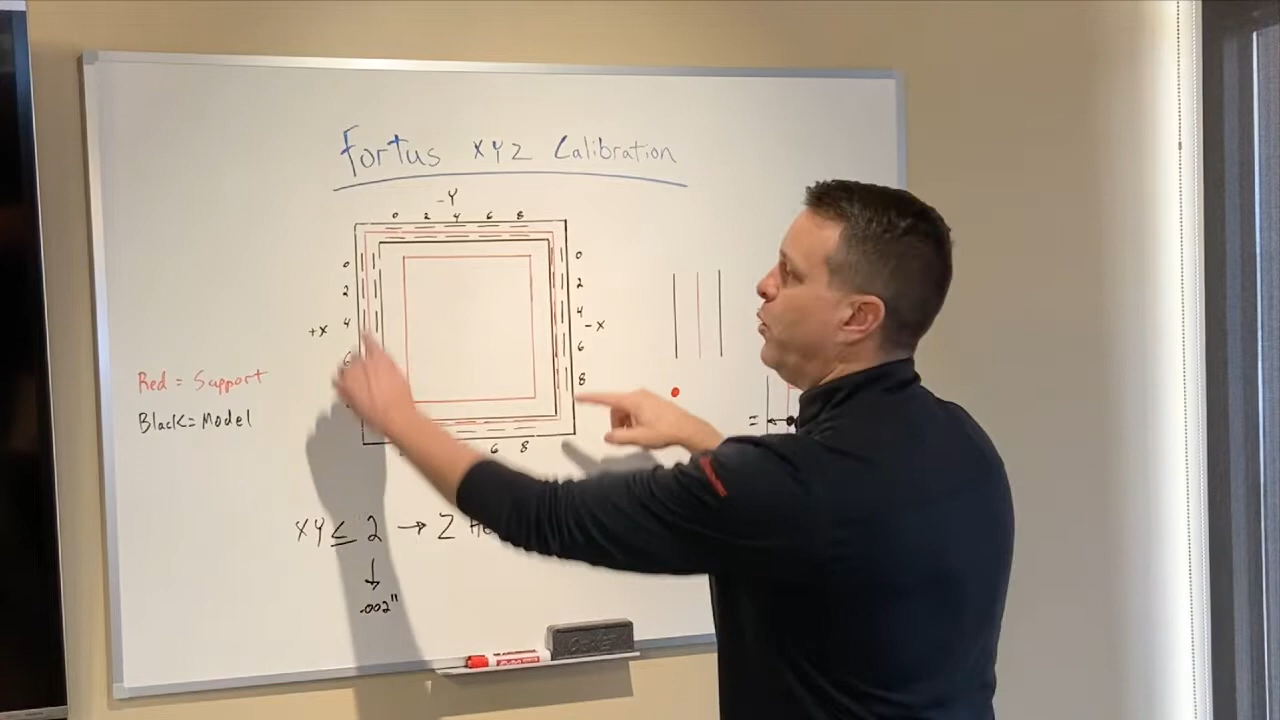 Fortus XYZ Calibration
-Y
0 2 4 6 8
0 0
2 2
+X 4 4 -X
6 6
8
Red = Support
Black = Model
6 8
=
XY ≤ 2 → Z
.002"